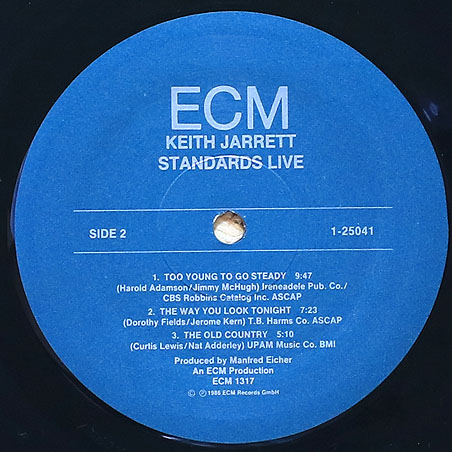 ECM
KEITH JARRETT
STANDARDS LIVE
SIDE 2 1-25041
1. TOO YOUNG TO GO STEADY 9:47
(Harold Adamson/Jimmy McHugh) Ireneadele Pub. Co./
CBS Robbins Catalog Inc. ASCAP
2. THE WAY YOU LOOK TONIGHT 7:23
(Dorothy Fields/Jerome Kern) T.B. Harms Co. ASCAP
3. THE OLD COUNTRY 5:10
(Curtis Lewis/Nat Adderley) UPAM Music Co. BMI
Produced by Manfred Eicher
An ECM Production
ECM 1317
Ⓒ Ⓟ 1986 ECM Records GmbH